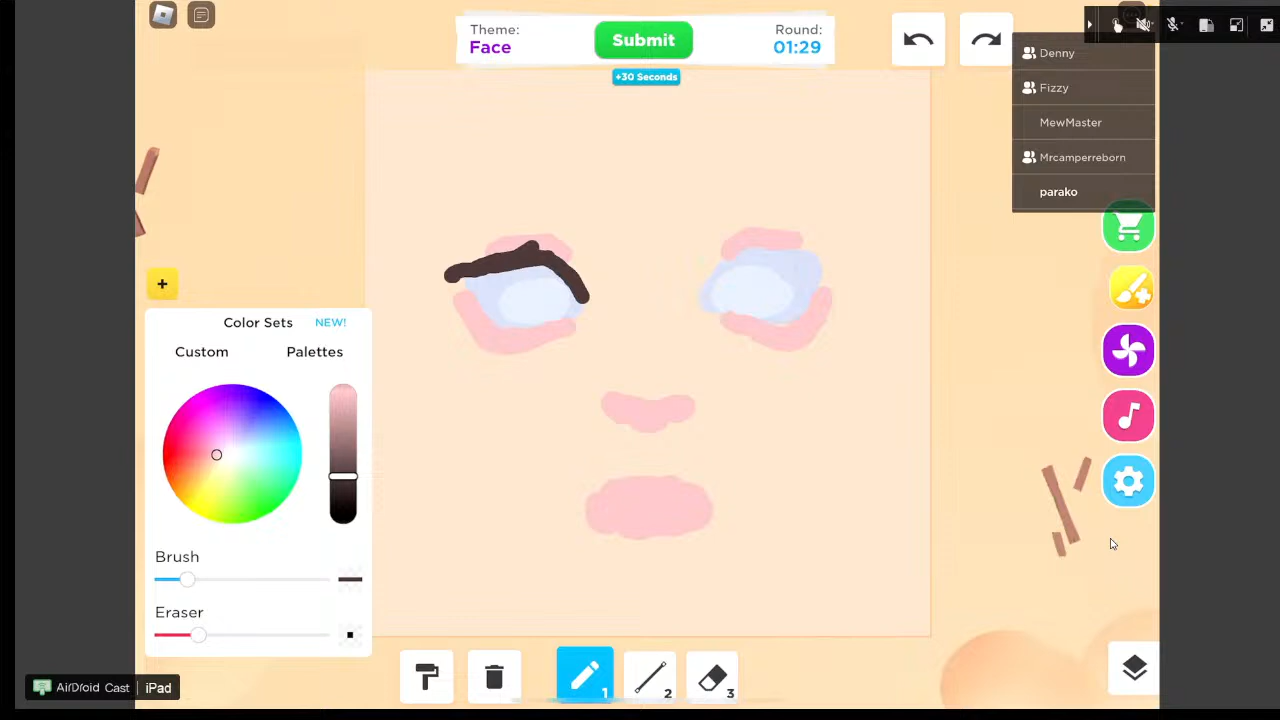 Theme:
Face
Submit
Round:
01:29
+30 Seconds
Denny
Fizzy
MewMaster
Mrcamperreborn
parako
+
Color Sets
NEW!
Custom
Palettes
Brush
Eraser
1
2
3
AirDroid Cast | iPad